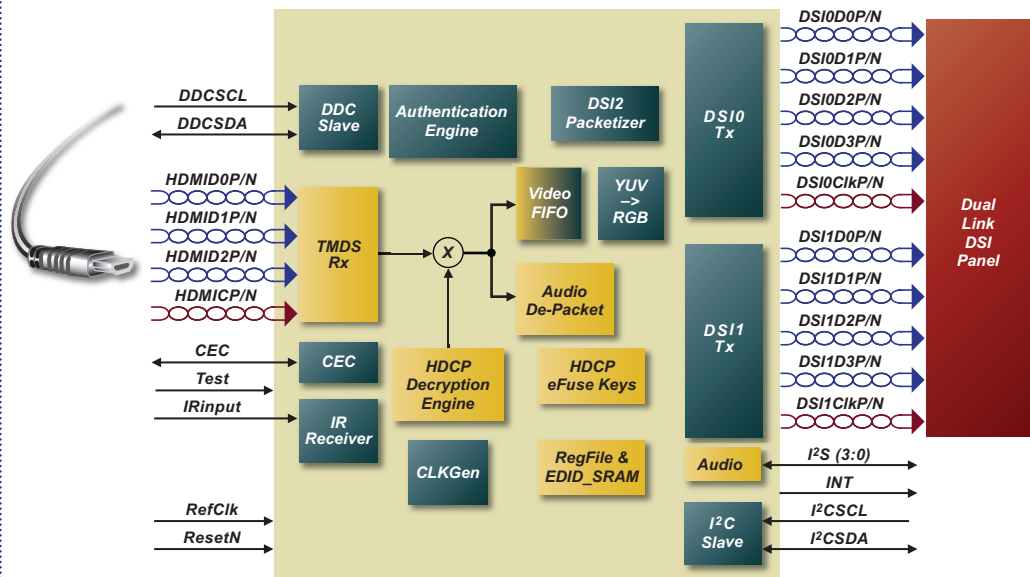 DDCSCL
DDCSDA
HDMID0P/N
HDMID1P/N
HDMID2P/N
HDMICP/N
CEC
Test
IRinput
RefClk
ResetN
DDC
Slave
Authentication
Engine
DSI2
Packetizer
TMDS
Rx
X
Video
FIFO
YUV
–>
RGB
Audio
De-Packet
CEC
HDCP
Decryption
Engine
HDCP
eFuse Keys
IR
Receiver
CLKGen
RegFile &
EDID_SRAM
DSI0
Tx
DSI1
Tx
Audio
I²C
Slave
DSI0D0P/N
DSI0D1P/N
DSI0D2P/N
DSI0D3P/N
DSI0ClkP/N
DSI1D0P/N
DSI1D1P/N
DSI1D2P/N
DSI1D3P/N
DSI1ClkP/N
I²S (3:0)
INT
I²CSCL
I²CSDA
Dual
Link
DSI
Panel